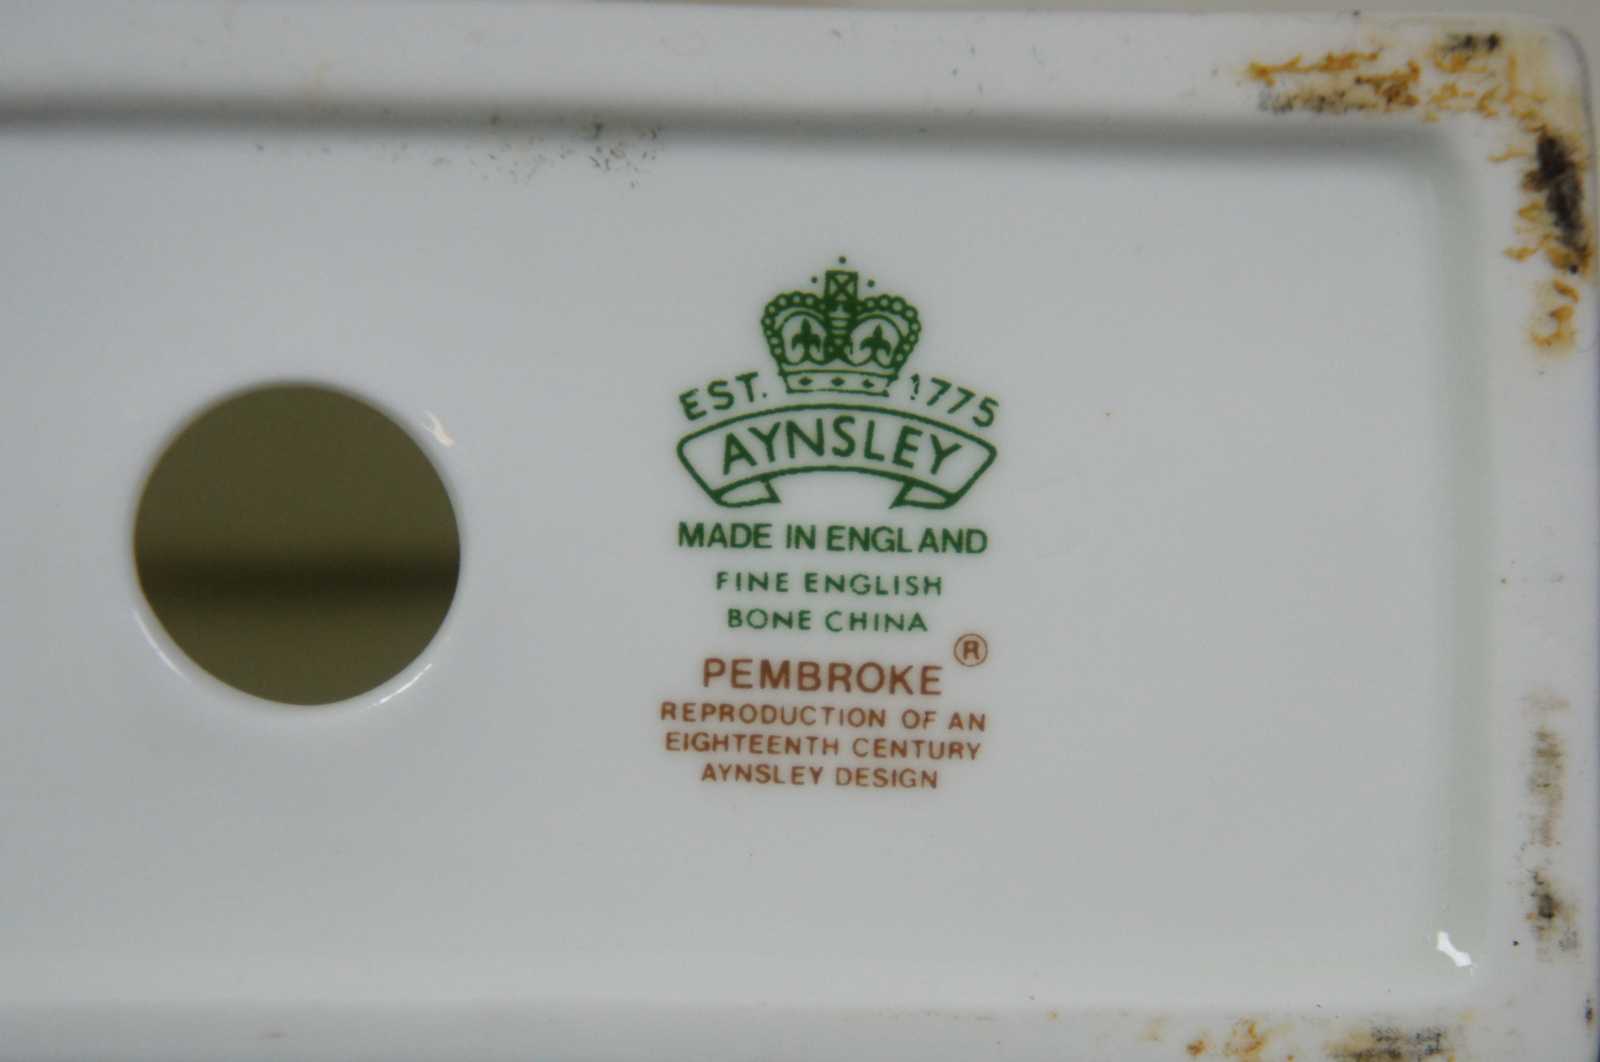 EST. 1775
AYNSLEY
MADE IN ENGLAND
FINE ENGLISH
BONE CHINA
PEMBROKE ®
REPRODUCTION OF AN
EIGHTEENTH CENTURY
AYNSLEY DESIGN